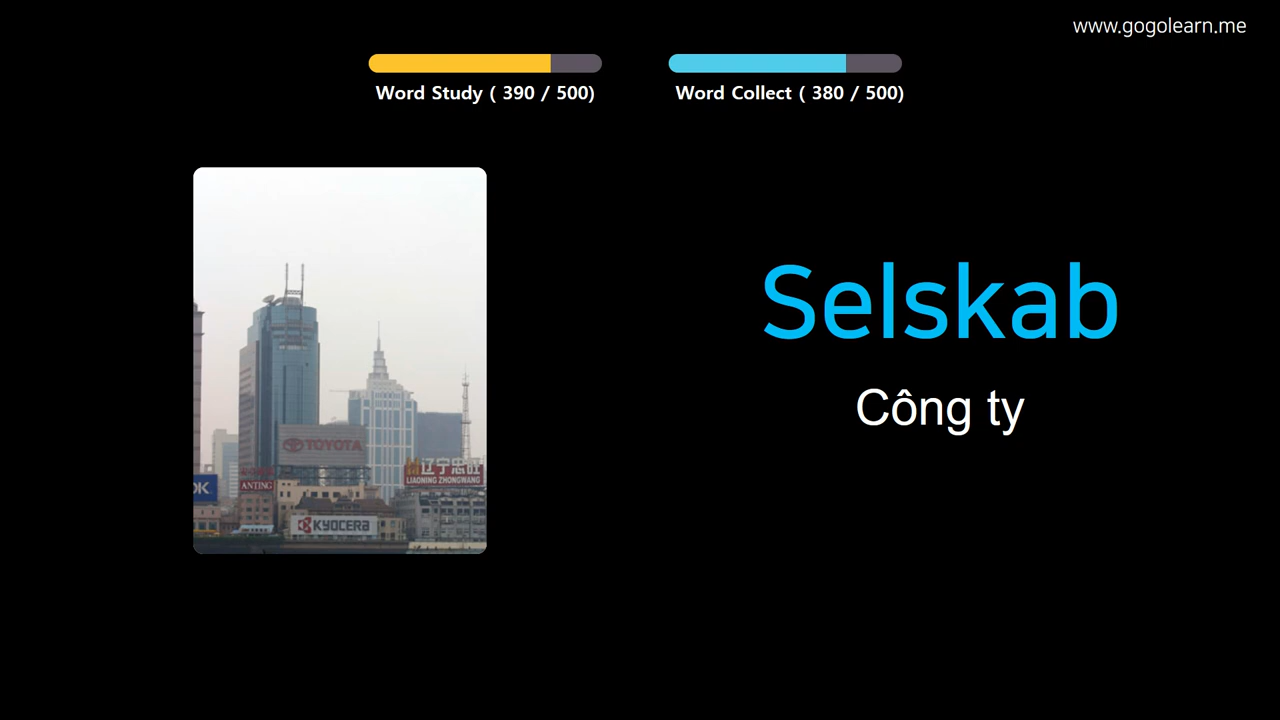 www.gogolearn.me
Word Study ( 390 / 500)
Word Collect ( 380 / 500)
Selskab
Công ty
TOYOTA
辽宁忠旺
LIAONING ZHONGWANG
OK
ANTING
KYOCERA